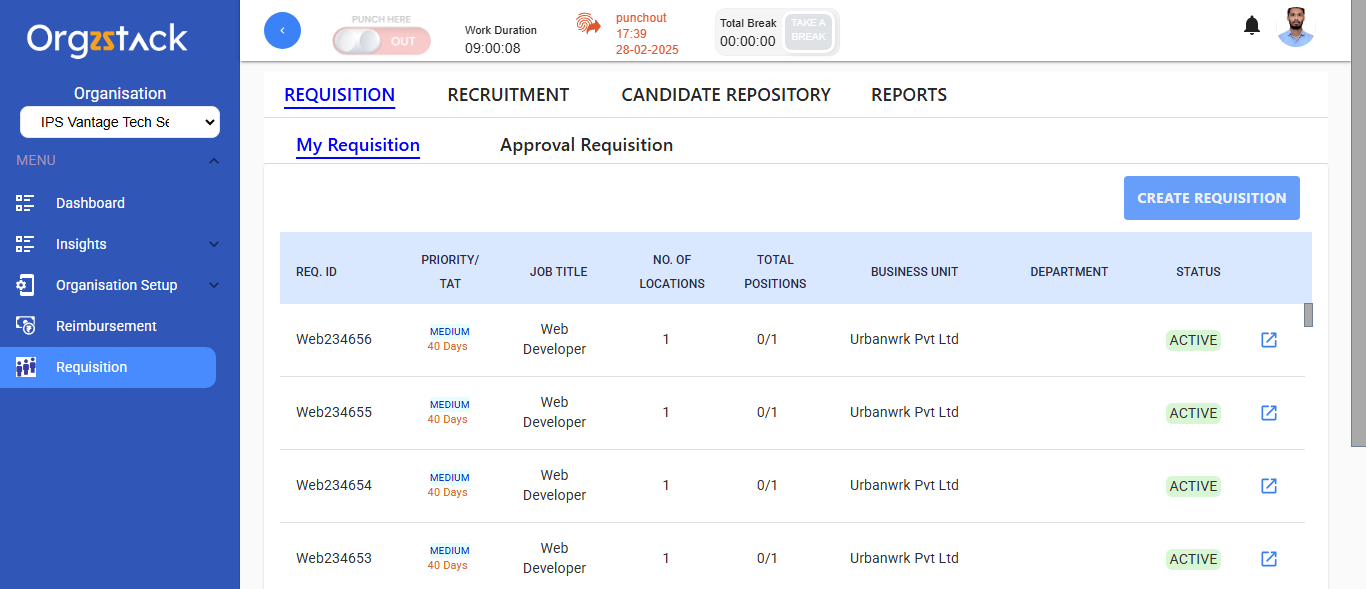 Orgzstack
Organisation
IPS Vantage Tech Se
MENU
Dashboard
Insights
Organisation Setup
Reimbursement
Requisition
PUNCH HERE
OUT
Work Duration
09:00:08
punchout
17:39
28-02-2025
Total Break
00:00:00
TAKE A
BREAK
REQUISITION RECRUITMENT CANDIDATE REPOSITORY REPORTS
My Requisition Approval Requisition
CREATE REQUISITION
REQ. ID PRIORITY/ TAT JOB TITLE NO. OF LOCATIONS TOTAL POSITIONS BUSINESS UNIT DEPARTMENT STATUS
Web234656 MEDIUM 40 Days Web Developer 1 0/1 Urbanwrk Pvt Ltd ACTIVE
Web234655 MEDIUM 40 Days Web Developer 1 0/1 Urbanwrk Pvt Ltd ACTIVE
Web234654 MEDIUM 40 Days Web Developer 1 0/1 Urbanwrk Pvt Ltd ACTIVE
Web234653 MEDIUM 40 Days Web Developer 1 0/1 Urbanwrk Pvt Ltd ACTIVE